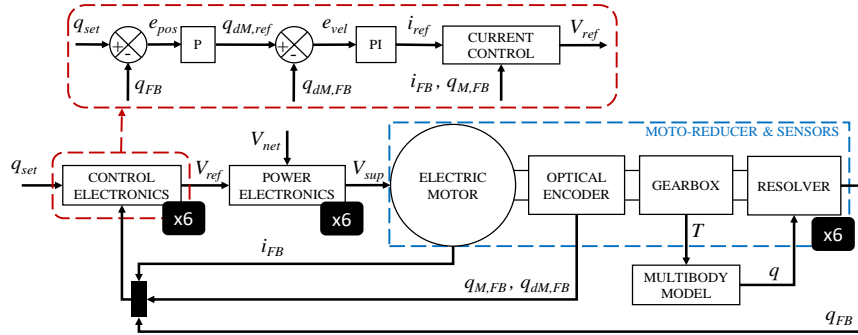 q_set
e_pos
P
q_dM,ref
e_vel
PI
i_ref
CURRENT
CONTROL
V_ref
+
-
+
-
q_FB
q_dM,FB
i_FB, q_M,FB
V_net
MOTO-REDUCER & SENSORS
q_set
CONTROL
ELECTRONICS
V_ref
POWER
ELECTRONICS
V_sup
ELECTRIC
MOTOR
OPTICAL
ENCODER
GEARBOX
RESOLVER
x6
x6
x6
T
i_FB
q_M,FB, q_dM,FB
MULTIBODY
MODEL
q
q_FB